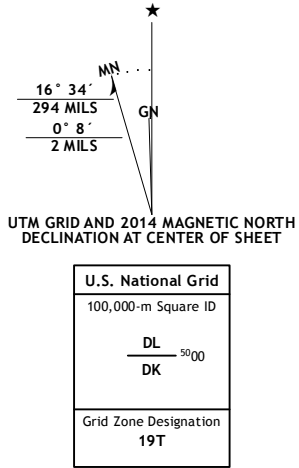 MN
16° 34´
294 MILS
GN
0° 8´
2 MILS
UTM GRID AND 2014 MAGNETIC NORTH
DECLINATION AT CENTER OF SHEET
U.S. National Grid
100,000-m Square ID
DL
5000
DK
Grid Zone Designation
19T